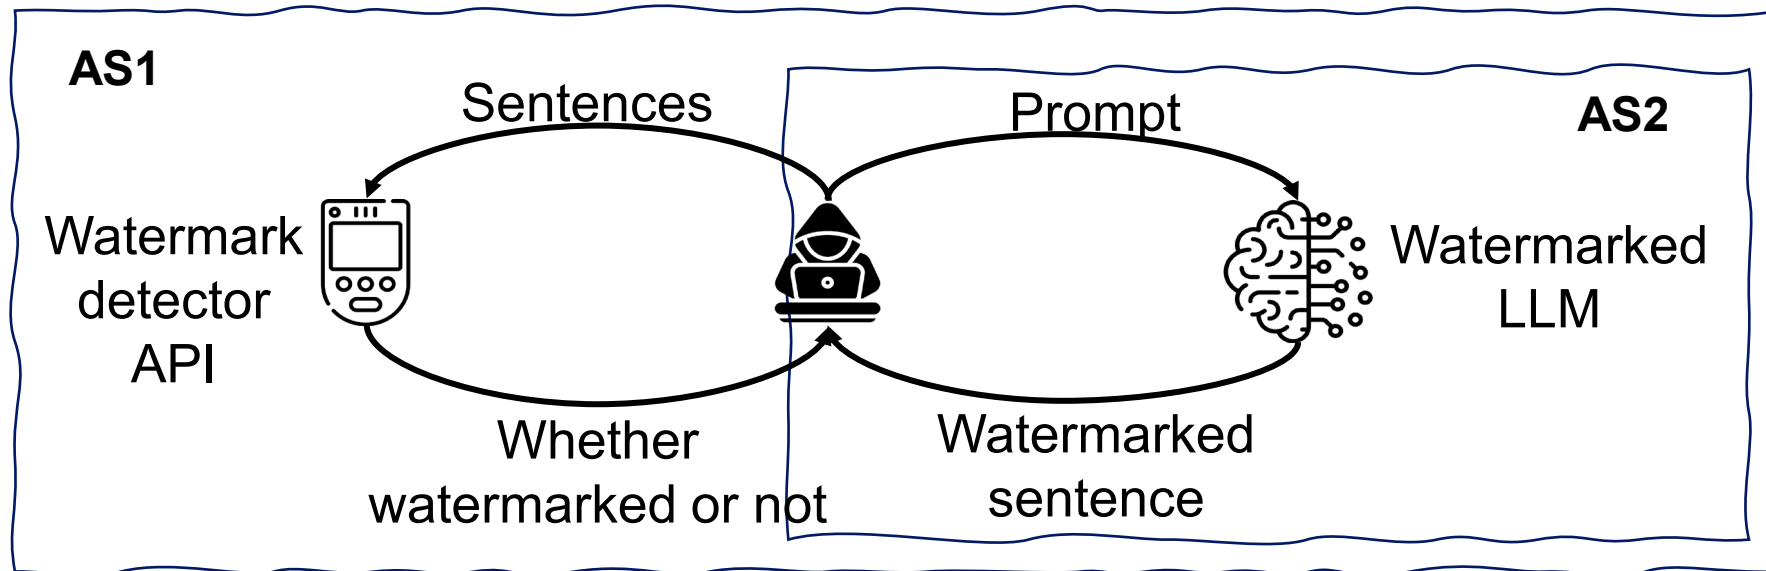 AS1
Sentences
Prompt
AS2
Watermark
detector
API
Watermarked
LLM
Whether
watermarked or not
Watermarked
sentence